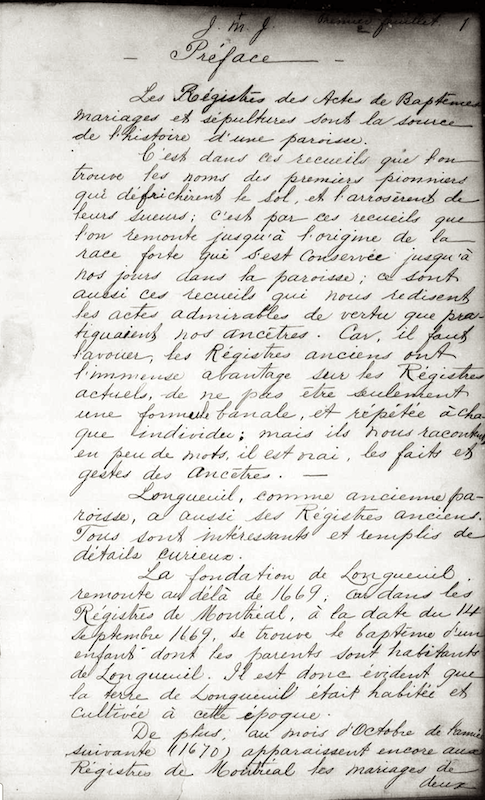 J. M. J. Premier feuillet. 1
— Préface —
Les Régistres des Actes de Baptêmes
mariages et sépultures sont la source
de l'histoire d'une paroisse.
C'est dans ces recueils que l'on
trouve les noms des premiers pionniers
qui défrichèrent le sol, et l'arrosèrent de
leurs sueurs; c'est par ces recueils que
l'on remonte jusqu'à l'origine de la
race forte qui s'est conservée jusqu'à
nos jours dans la paroisse; ce sont
aussi ces recueils qui nous redisent
les actes admirables de vertu que pra-
tiquaient nos ancêtres. Car, il faut
l'avouer, les Régistres anciens ont
l'immense avantage sur les Régistres
actuels, de ne pas être seulement
une formule banale, et répétée à cha
que individu; mais ils nous racontent
en peu de mots, il est vrai, les faits et
gestes des Ancêtres. —
Longueuil, comme ancienne pa-
roisse, a aussi ses Régistres anciens.
Tous sont intéressants et remplis de
détails curieux.
La fondation de Longueuil
remonte au délà de 1669; car dans les
Régistres de Montréal, à la date du 14
Septembre 1669, se trouve le baptême d'un
enfant dont les parents sont habitants
de Longueuil. Il est donc évident que
la terre de Longueuil était habitée et
cultivée à cette époque.
De plus, au mois d'Octobre de l'année
suivante (1670) apparaissent encore aux
Régistres de Montréal les mariages de
deux